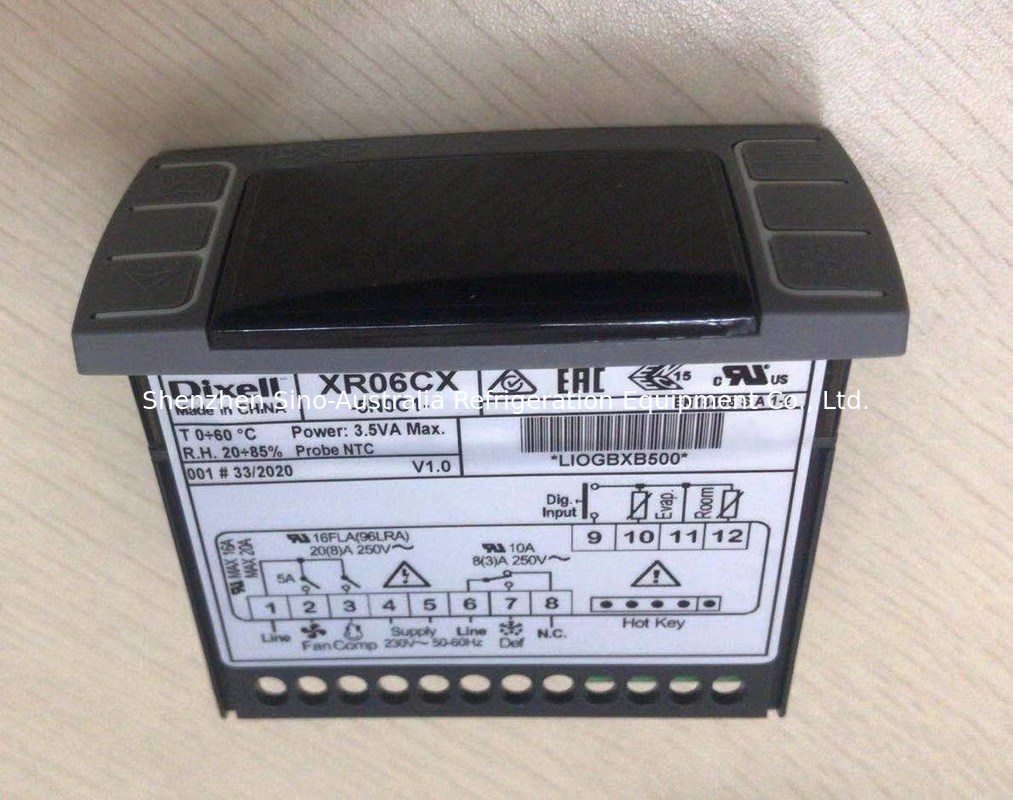 Dixell XR06CX EAC 15 c UR US
Shenzhen Sino-Australia Refrigeration Equipment Co., Ltd.
Made in CHINA
T 0÷60 °C Power: 3.5VA Max.
R.H. 20÷85% Probe NTC
001 # 33/2020 V1.0
*LIOGBXB500*
Dig. Input
Evap.
Room
9 10 11 12
MAX. 16A
MAX. 20A
16FLA(96LRA)
20(8)A 250V~
5A
10A
8(3)A 250V~
1 2 3 4 5 6 7 8
Line Fan Comp Supply Line Def N.C.
230V~ 50-60Hz
Hot Key